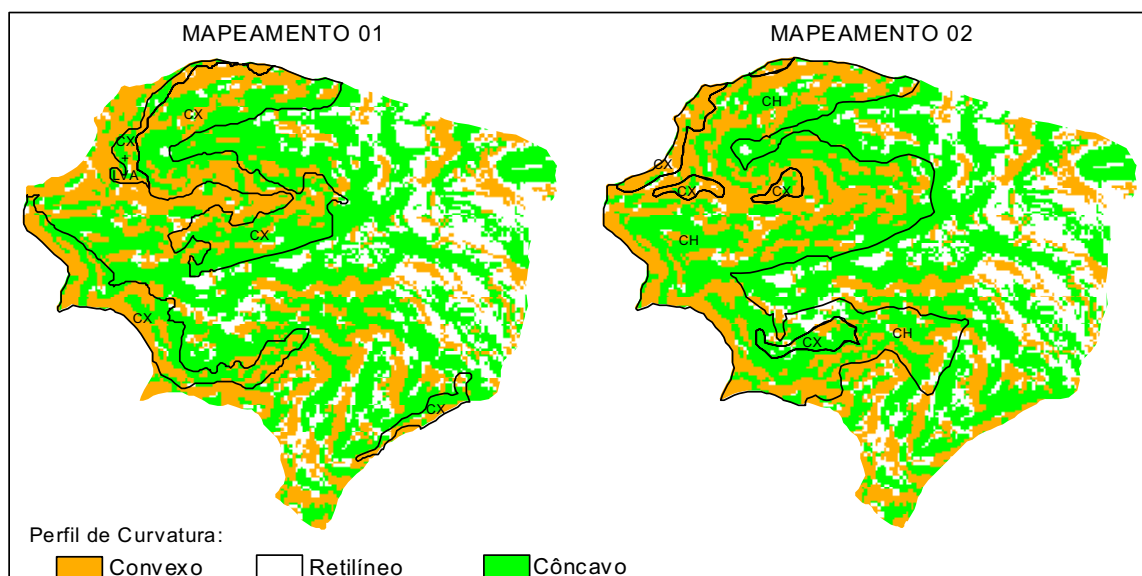 MAPEAMENTO 01
MAPEAMENTO 02
CX
CX
+
LVA
CX
CX
CX
CH
CX
CX
CX
CH
CH
CX
Perfil de Curvatura:
Convexo
Retilíneo
Côncavo